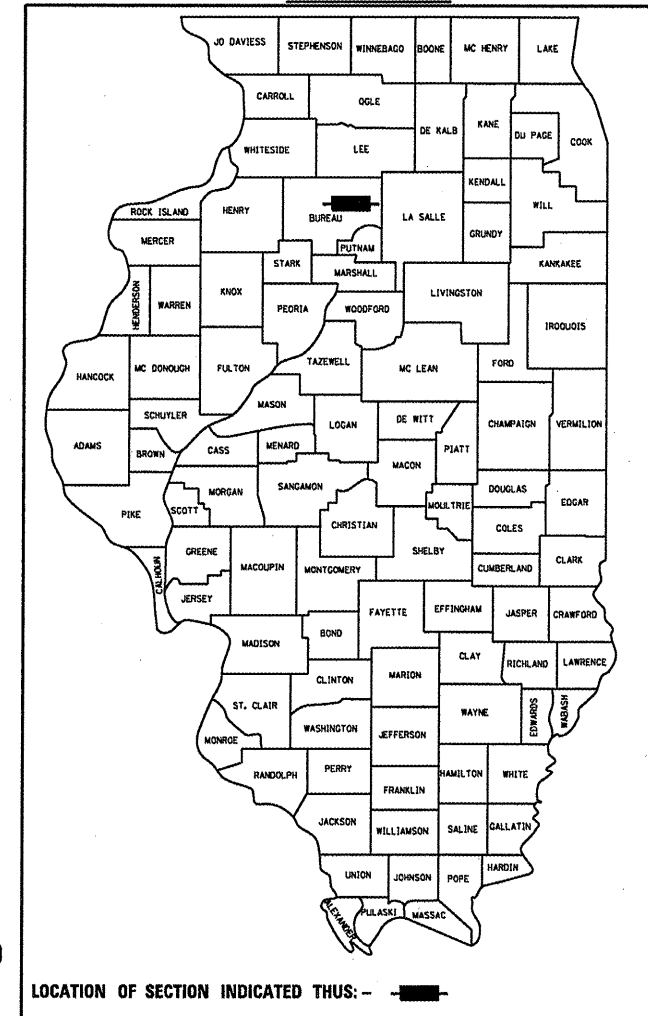 JO DAVIESS STEPHENSON WINNEBAGO BOONE MC HENRY LAKE
CARROLL OGLE DE KALB KANE DU PAGE COOK
WHITESIDE LEE
KENDALL WILL
ROCK ISLAND HENRY BUREAU LA SALLE GRUNDY
MERCER PUTNAM
STARK MARSHALL KANKAKEE
HENDERSON WARREN KNOX PEORIA WOODFORD LIVINGSTON IROQUOIS
HANCOCK MC DONOUGH FULTON TAZEWELL MC LEAN FORD
SCHUYLER MASON LOGAN DE WITT CHAMPAIGN VERMILION
ADAMS BROWN CASS MENARD MACON PIATT
PIKE SCOTT MORGAN SANGAMON CHRISTIAN MOULTRIE DOUGLAS EDGAR
COLES
CALHOUN GREENE MACOUPIN MONTGOMERY SHELBY CUMBERLAND CLARK
JERSEY FAYETTE EFFINGHAM JASPER CRAWFORD
MADISON BOND
CLINTON MARION CLAY RICHLAND LAWRENCE
ST. CLAIR WASHINGTON JEFFERSON WAYNE EDWARDS WABASH
MONROE
RANDOLPH PERRY HAMILTON WHITE
FRANKLIN
JACKSON WILLIAMSON SALINE GALLATIN
UNION JOHNSON POPE HARDIN
ALEXANDER PULASKI MASSAC
LOCATION OF SECTION INDICATED THUS: -